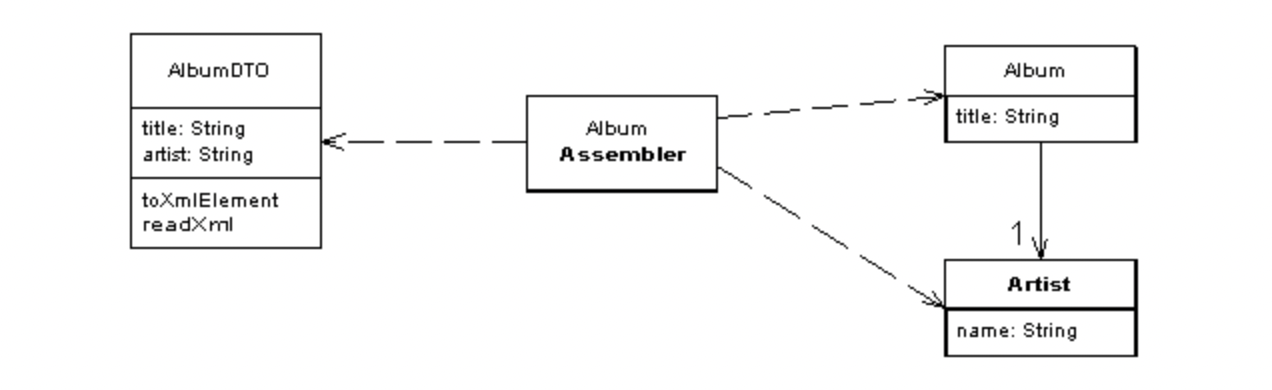 AlbumDTO
title: String
artist: String
toXmlElement
readXml
Album
Assembler
Album
title: String
1
Artist
name: String